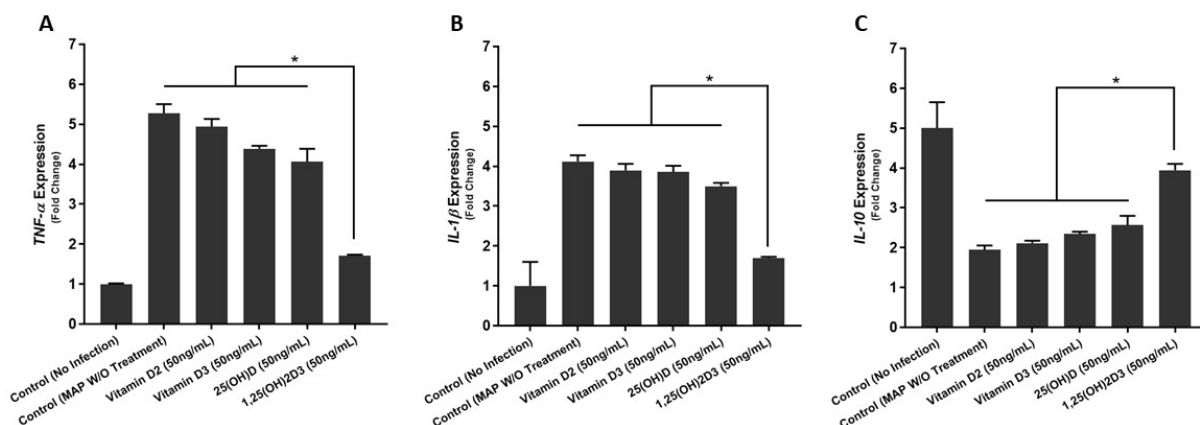 A
TNF-α Expression
(Fold Change)
7
6
5
4
3
2
1
0
*
Control (No Infection)
Control (MAP W/O Treatment)
Vitamin D2 (50ng/mL)
Vitamin D3 (50ng/mL)
25(OH)D (50ng/mL)
1,25(OH)2D3 (50ng/mL)
B
IL-1β Expression
(Fold Change)
7
6
5
4
3
2
1
0
*
Control (No Infection)
Control (MAP W/O Treatment)
Vitamin D2 (50ng/mL)
Vitamin D3 (50ng/mL)
25(OH)D (50ng/mL)
1,25(OH)2D3 (50ng/mL)
C
IL-10 Expression
(Fold Change)
7
6
5
4
3
2
1
0
*
Control (No Infection)
Control (MAP W/O Treatment)
Vitamin D2 (50ng/mL)
Vitamin D3 (50ng/mL)
25(OH)D (50ng/mL)
1,25(OH)2D3 (50ng/mL)